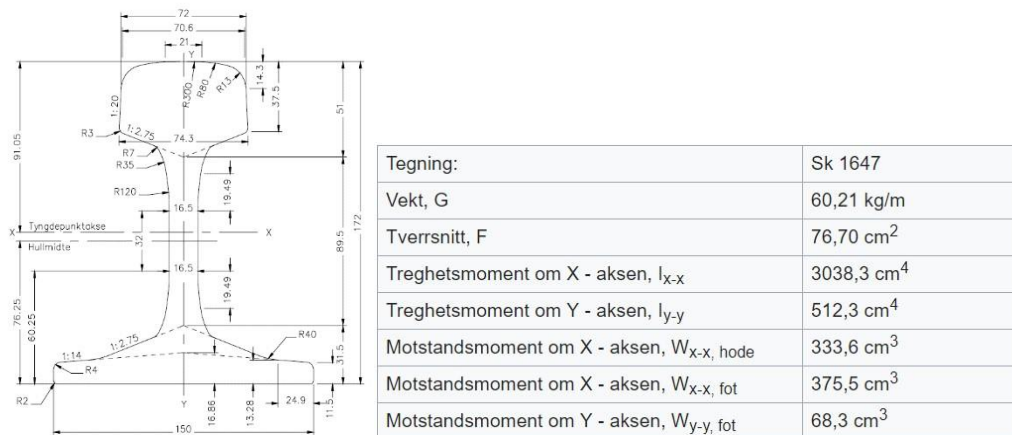 72
70.6
21
Y
R300
R80
R13
14.3
37.5
51
1:20
R3
1:2.75
74.3
R7
R35
R120
91.05
19.49
16.5
172
X
Tyngdepunktakse
X
Hullmidte
32
89.5
16.5
19.49
76.25
60.25
1:2.75
R40
1:14
R4
31.5
R2
Y
16.86
13.28
24.9
11.5
150
Tegning: Sk 1647
Vekt, G 60,21 kg/m
Tverrsnitt, F 76,70 cm2
Treghetsmoment om X - aksen, Ix-x 3038,3 cm4
Treghetsmoment om Y - aksen, Iy-y 512,3 cm4
Motstandsmoment om X - aksen, Wx-x, hode 333,6 cm3
Motstandsmoment om X - aksen, Wx-x, fot 375,5 cm3
Motstandsmoment om Y - aksen, Wy-y, fot 68,3 cm3